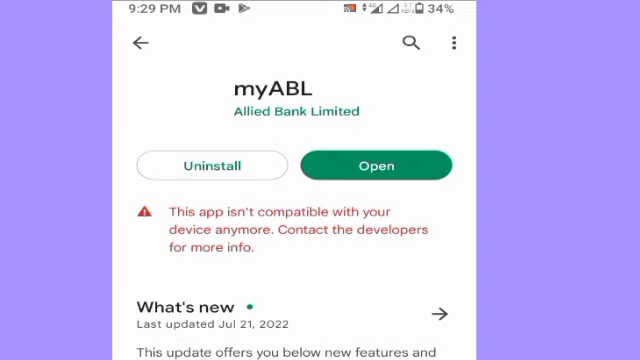 9:29 PM 34%
myABL
Allied Bank Limited
Uninstall Open
This app isn't compatible with your
device anymore. Contact the developers
for more info.
What's new
Last updated Jul 21, 2022
This update offers you below new features and